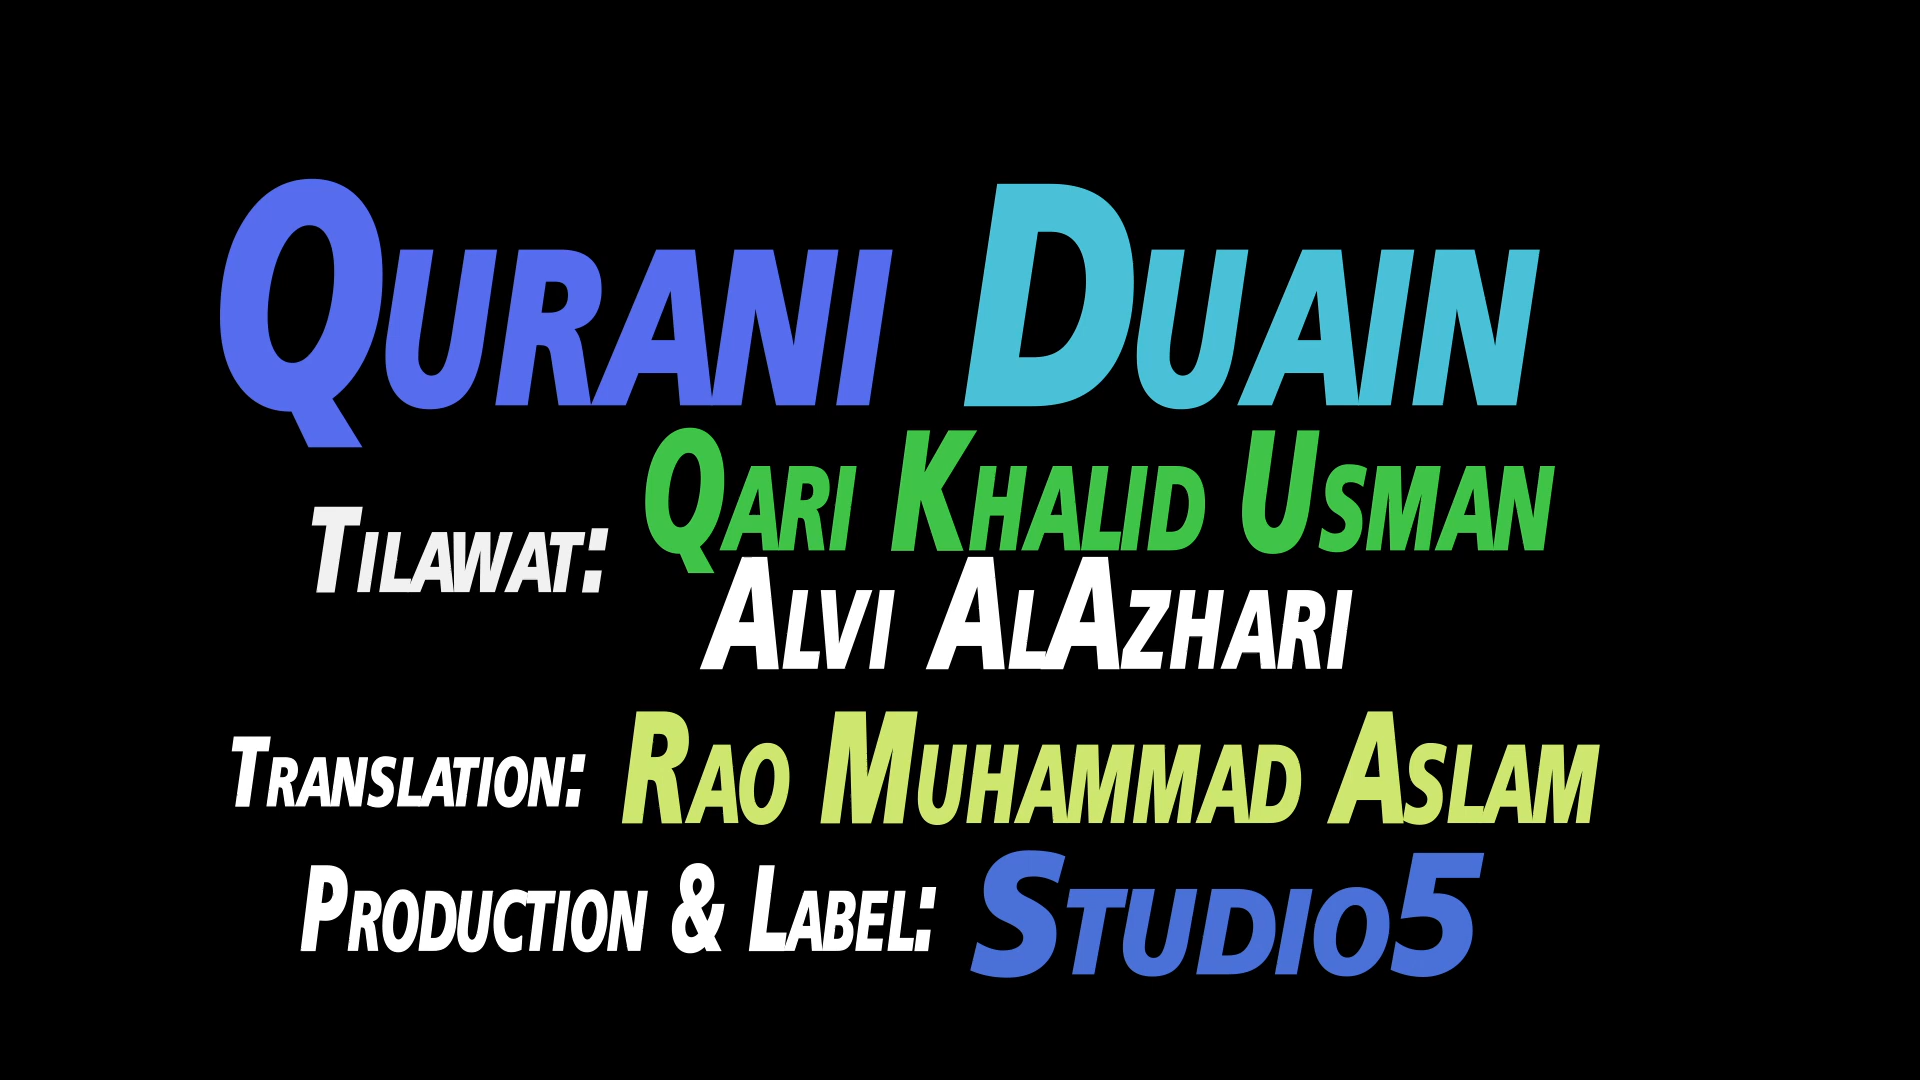 Qurani Duain
Tilawat: Qari Khalid Usman
Alvi AlAzhari
Translation: Rao Muhammad Aslam
Production & Label: Studio5